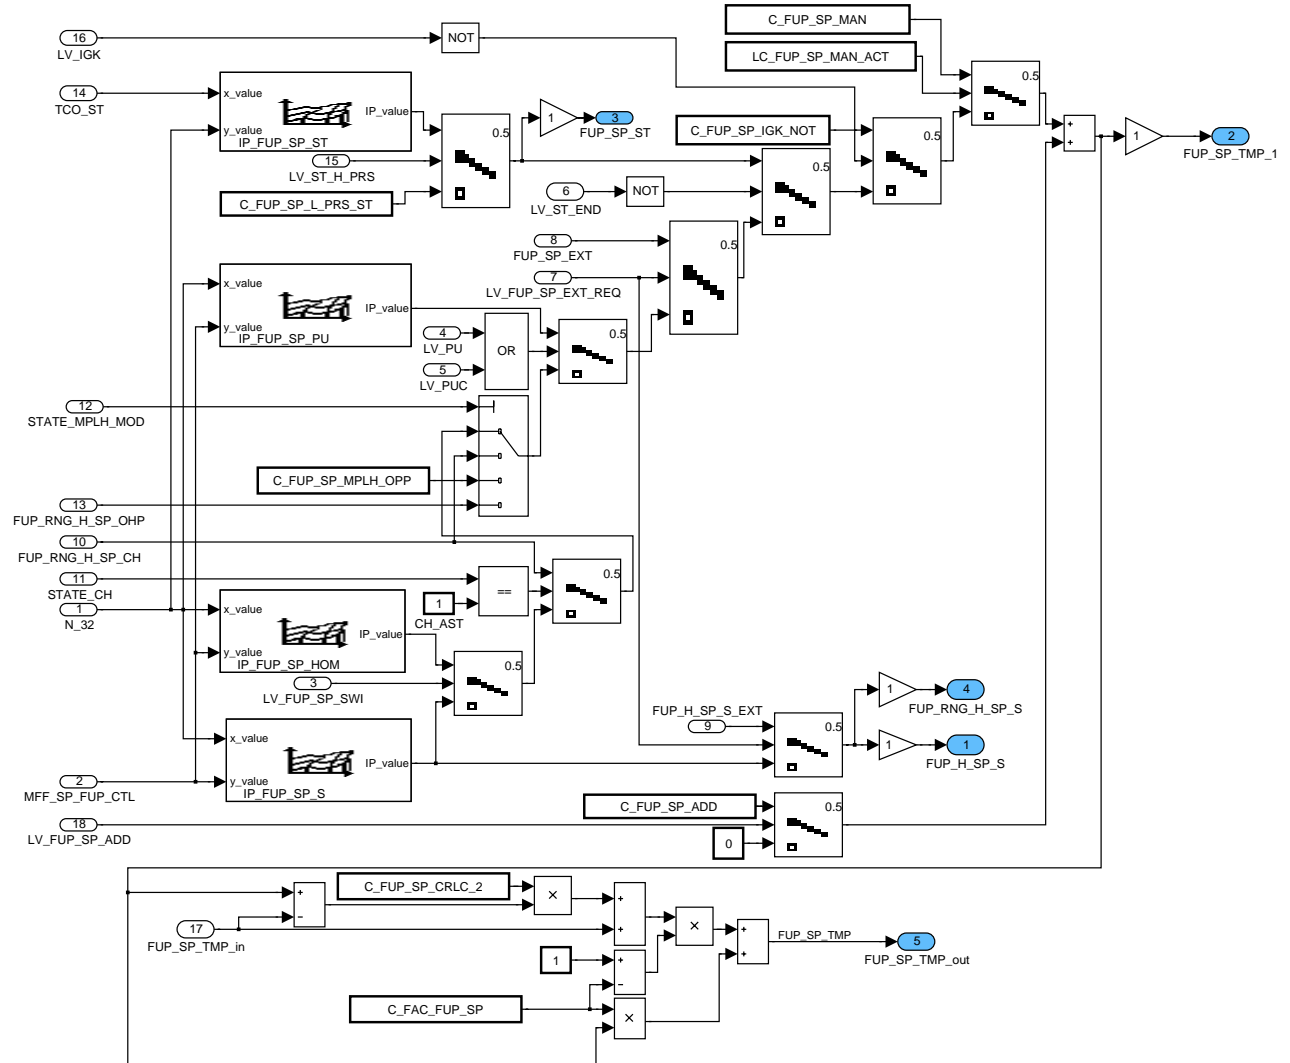 C_FUP_SP_MAN
16
LV_IGK
NOT
LC_FUP_SP_MAN_ACT
0.5
14
TCO_ST
x_value
IP_value
y_value
IP_FUP_SP_ST
0.5
1
3
FUP_SP_ST
C_FUP_SP_IGK_NOT
0.5
+
+
1
2
FUP_SP_TMP_1
15
LV_ST_H_PRS
0.5
C_FUP_SP_L_PRS_ST
6
LV_ST_END
NOT
8
FUP_SP_EXT
0.5
7
LV_FUP_SP_EXT_REQ
x_value
IP_value
y_value
IP_FUP_SP_PU
4
LV_PU
OR
0.5
5
LV_PUC
12
STATE_MPLH_MOD
C_FUP_SP_MPLH_OPP
13
FUP_RNG_H_SP_OHP
10
FUP_RNG_H_SP_CH
11
STATE_CH
==
0.5
1
CH_AST
1
N_32
x_value
IP_value
y_value
IP_FUP_SP_HOM
0.5
3
LV_FUP_SP_SWI
x_value
IP_value
y_value
IP_FUP_SP_S
FUP_H_SP_S_EXT
9
0.5
1
4
FUP_RNG_H_SP_S
1
1
FUP_H_SP_S
2
MFF_SP_FUP_CTL
C_FUP_SP_ADD
0.5
18
LV_FUP_SP_ADD
0
C_FUP_SP_CRLC_2
×
+
−
17
FUP_SP_TMP_in
+
+
×
+
+
FUP_SP_TMP
5
FUP_SP_TMP_out
1
+
−
C_FAC_FUP_SP
×